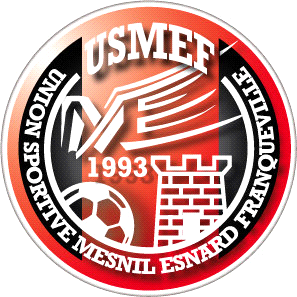 USMEF
1993
UNION SPORTIVE MESNIL ESNARD FRANQUEVILLE